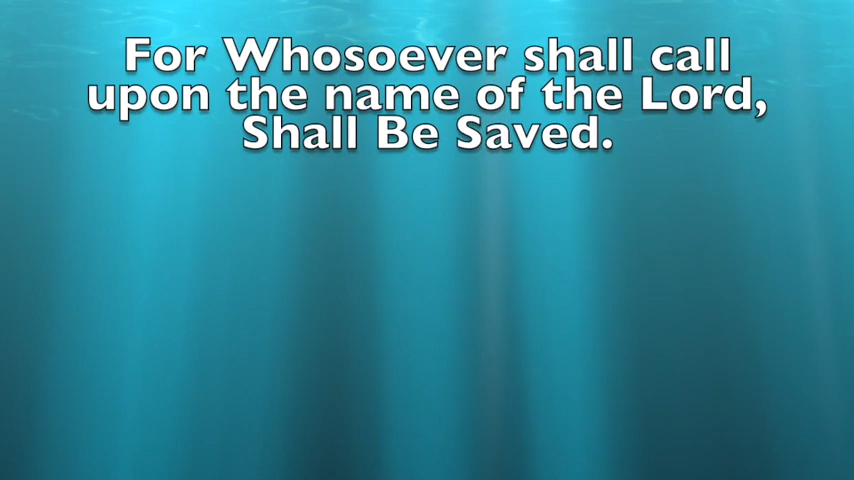 For Whosoever shall call
upon the name of the Lord,
Shall Be Saved.